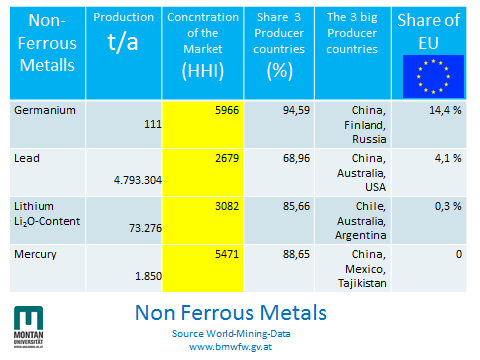 Non-
Ferrous
Metalls
Production
t/a
Concntration
of the
Market
(HHI)
Share 3
Producer
countries
(%)
The 3 big
Producer
countries
Share of
EU
Germanium
111
5966
94,59
China,
Finland,
Russia
14,4 %
Lead
4.793.304
2679
68,96
China,
Australia,
USA
4,1 %
Lithium
Li₂O-Content
73.276
3082
85,66
Chile,
Australia,
Argentina
0,3 %
Mercury
1.850
5471
88,65
China,
Mexico,
Tajikistan
0
Non Ferrous Metals
Source World-Mining-Data
www.bmwfw.gv.at
MONTAN
UNIVERSITÄT